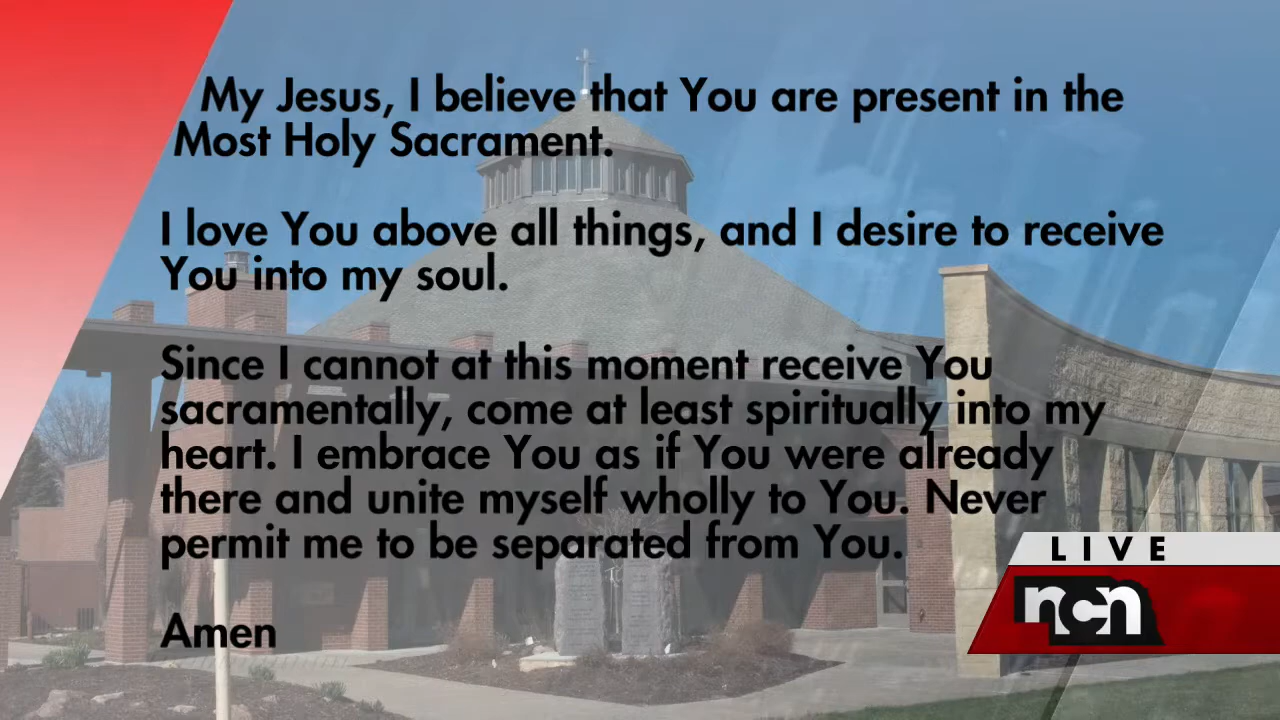 My Jesus, I believe that You are present in the
Most Holy Sacrament.
I love You above all things, and I desire to receive
You into my soul.
Since I cannot at this moment receive You
sacramentally, come at least spiritually into my
heart. I embrace You as if You were already
there and unite myself wholly to You. Never
permit me to be separated from You.
Amen
LIVE
ncn